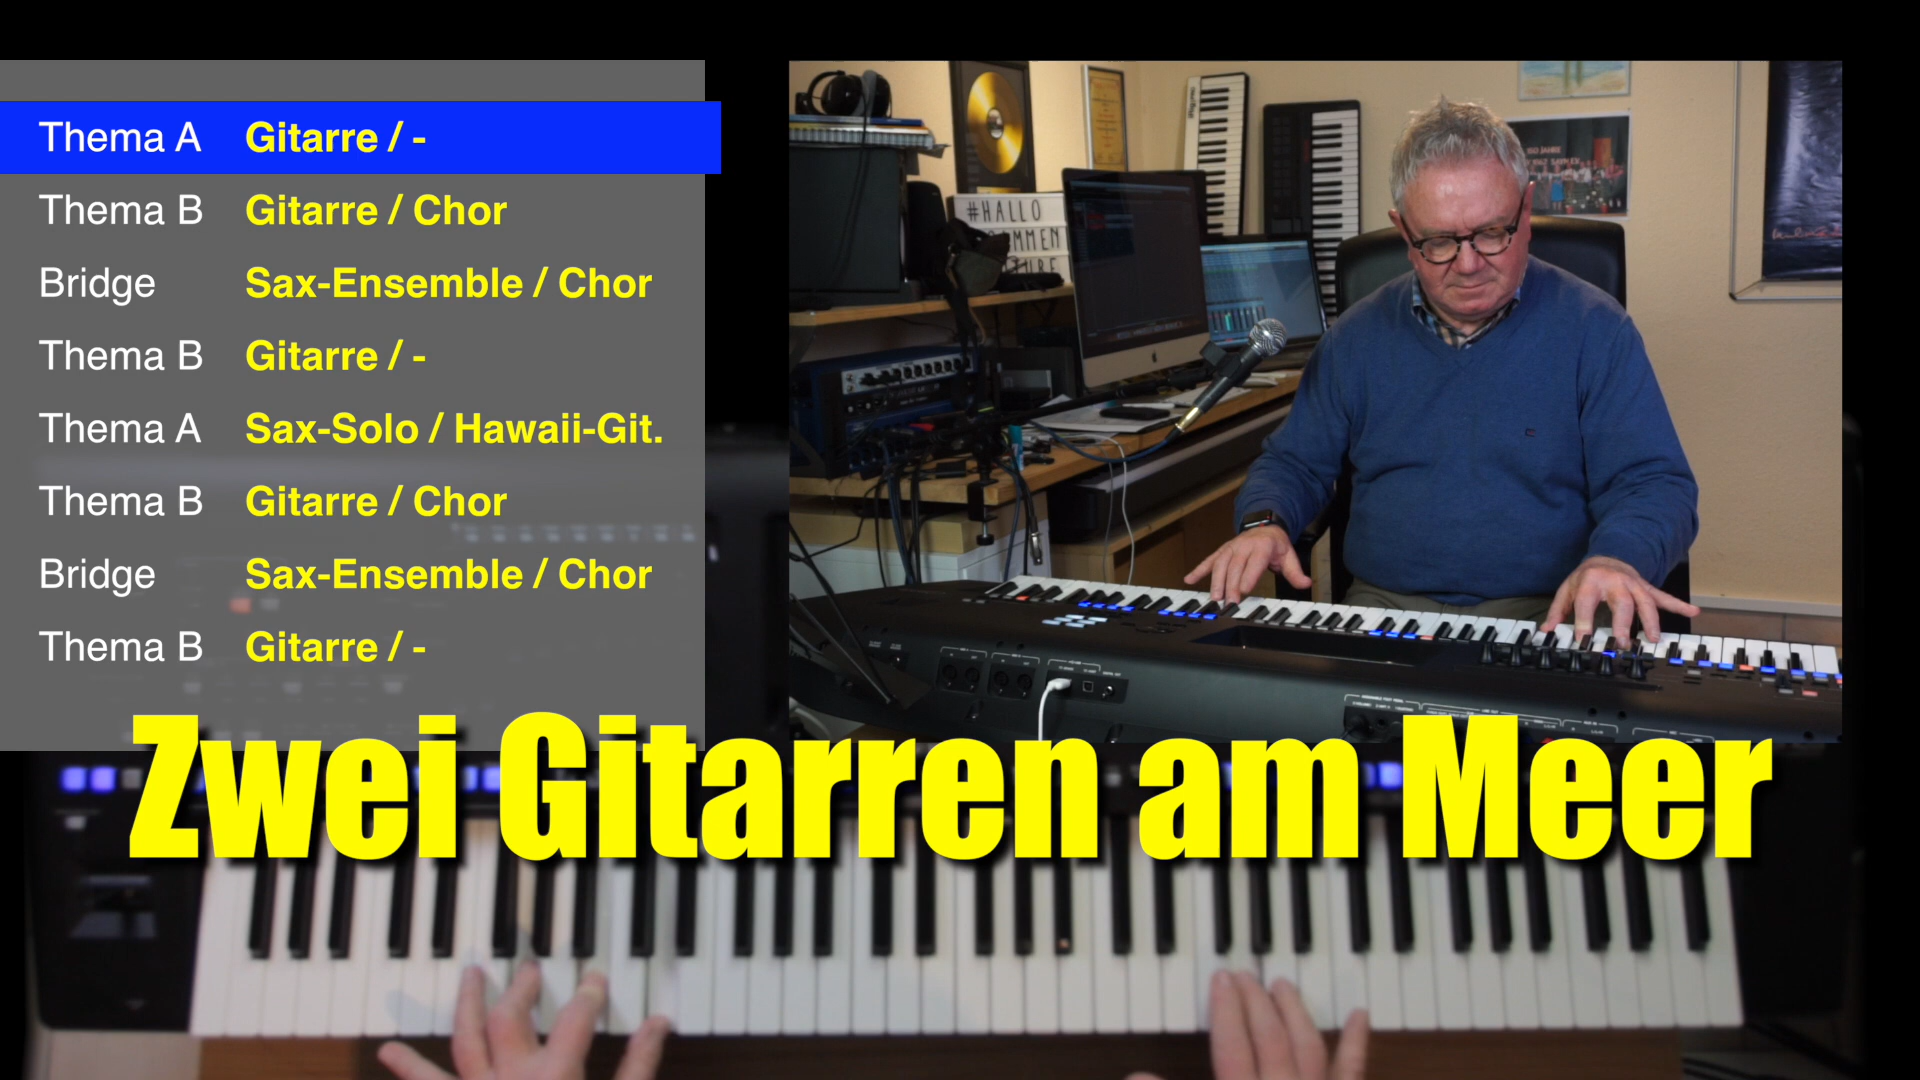 Thema A Gitarre / -
Thema B Gitarre / Chor
Bridge Sax-Ensemble / Chor
Thema B Gitarre / -
Thema A Sax-Solo / Hawaii-Git.
Thema B Gitarre / Chor
Bridge Sax-Ensemble / Chor
Thema B Gitarre / -
#HALLO
Zwei Gitarren am Meer